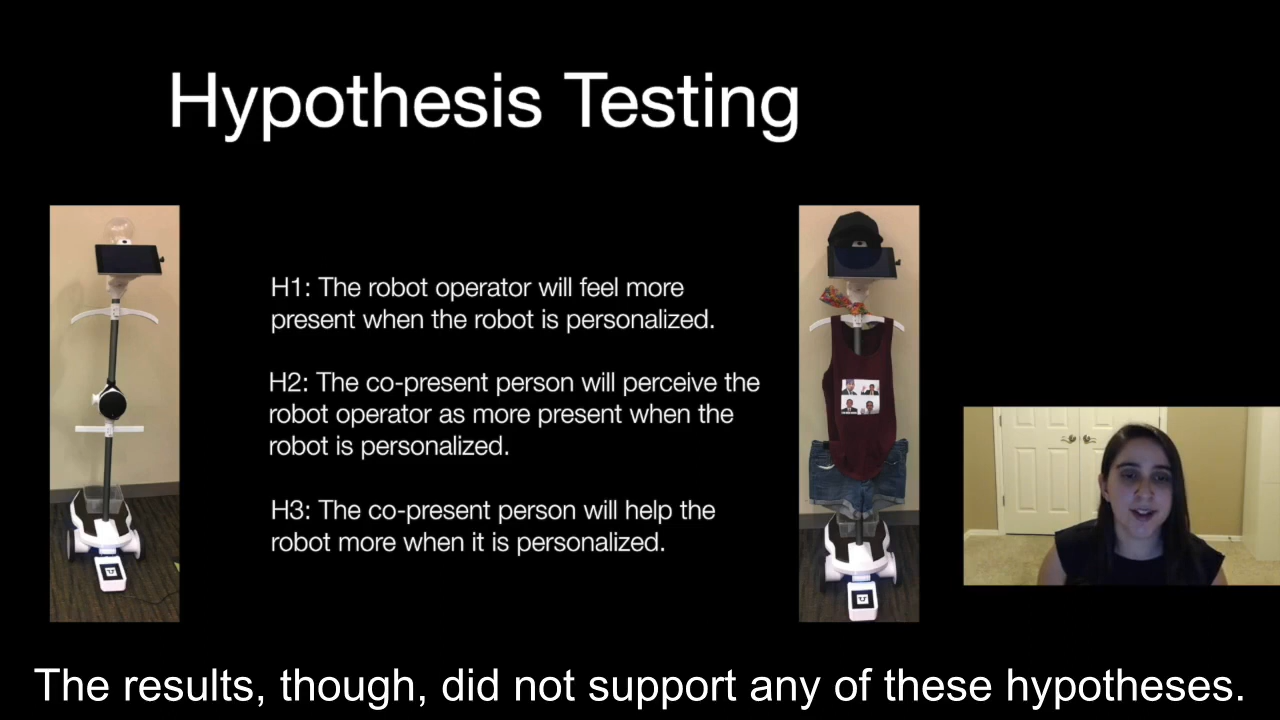 Hypothesis Testing
H1: The robot operator will feel more
present when the robot is personalized.
H2: The co-present person will perceive the
robot operator as more present when the
robot is personalized.
H3: The co-present person will help the
robot more when it is personalized.
The results, though, did not support any of these hypotheses.